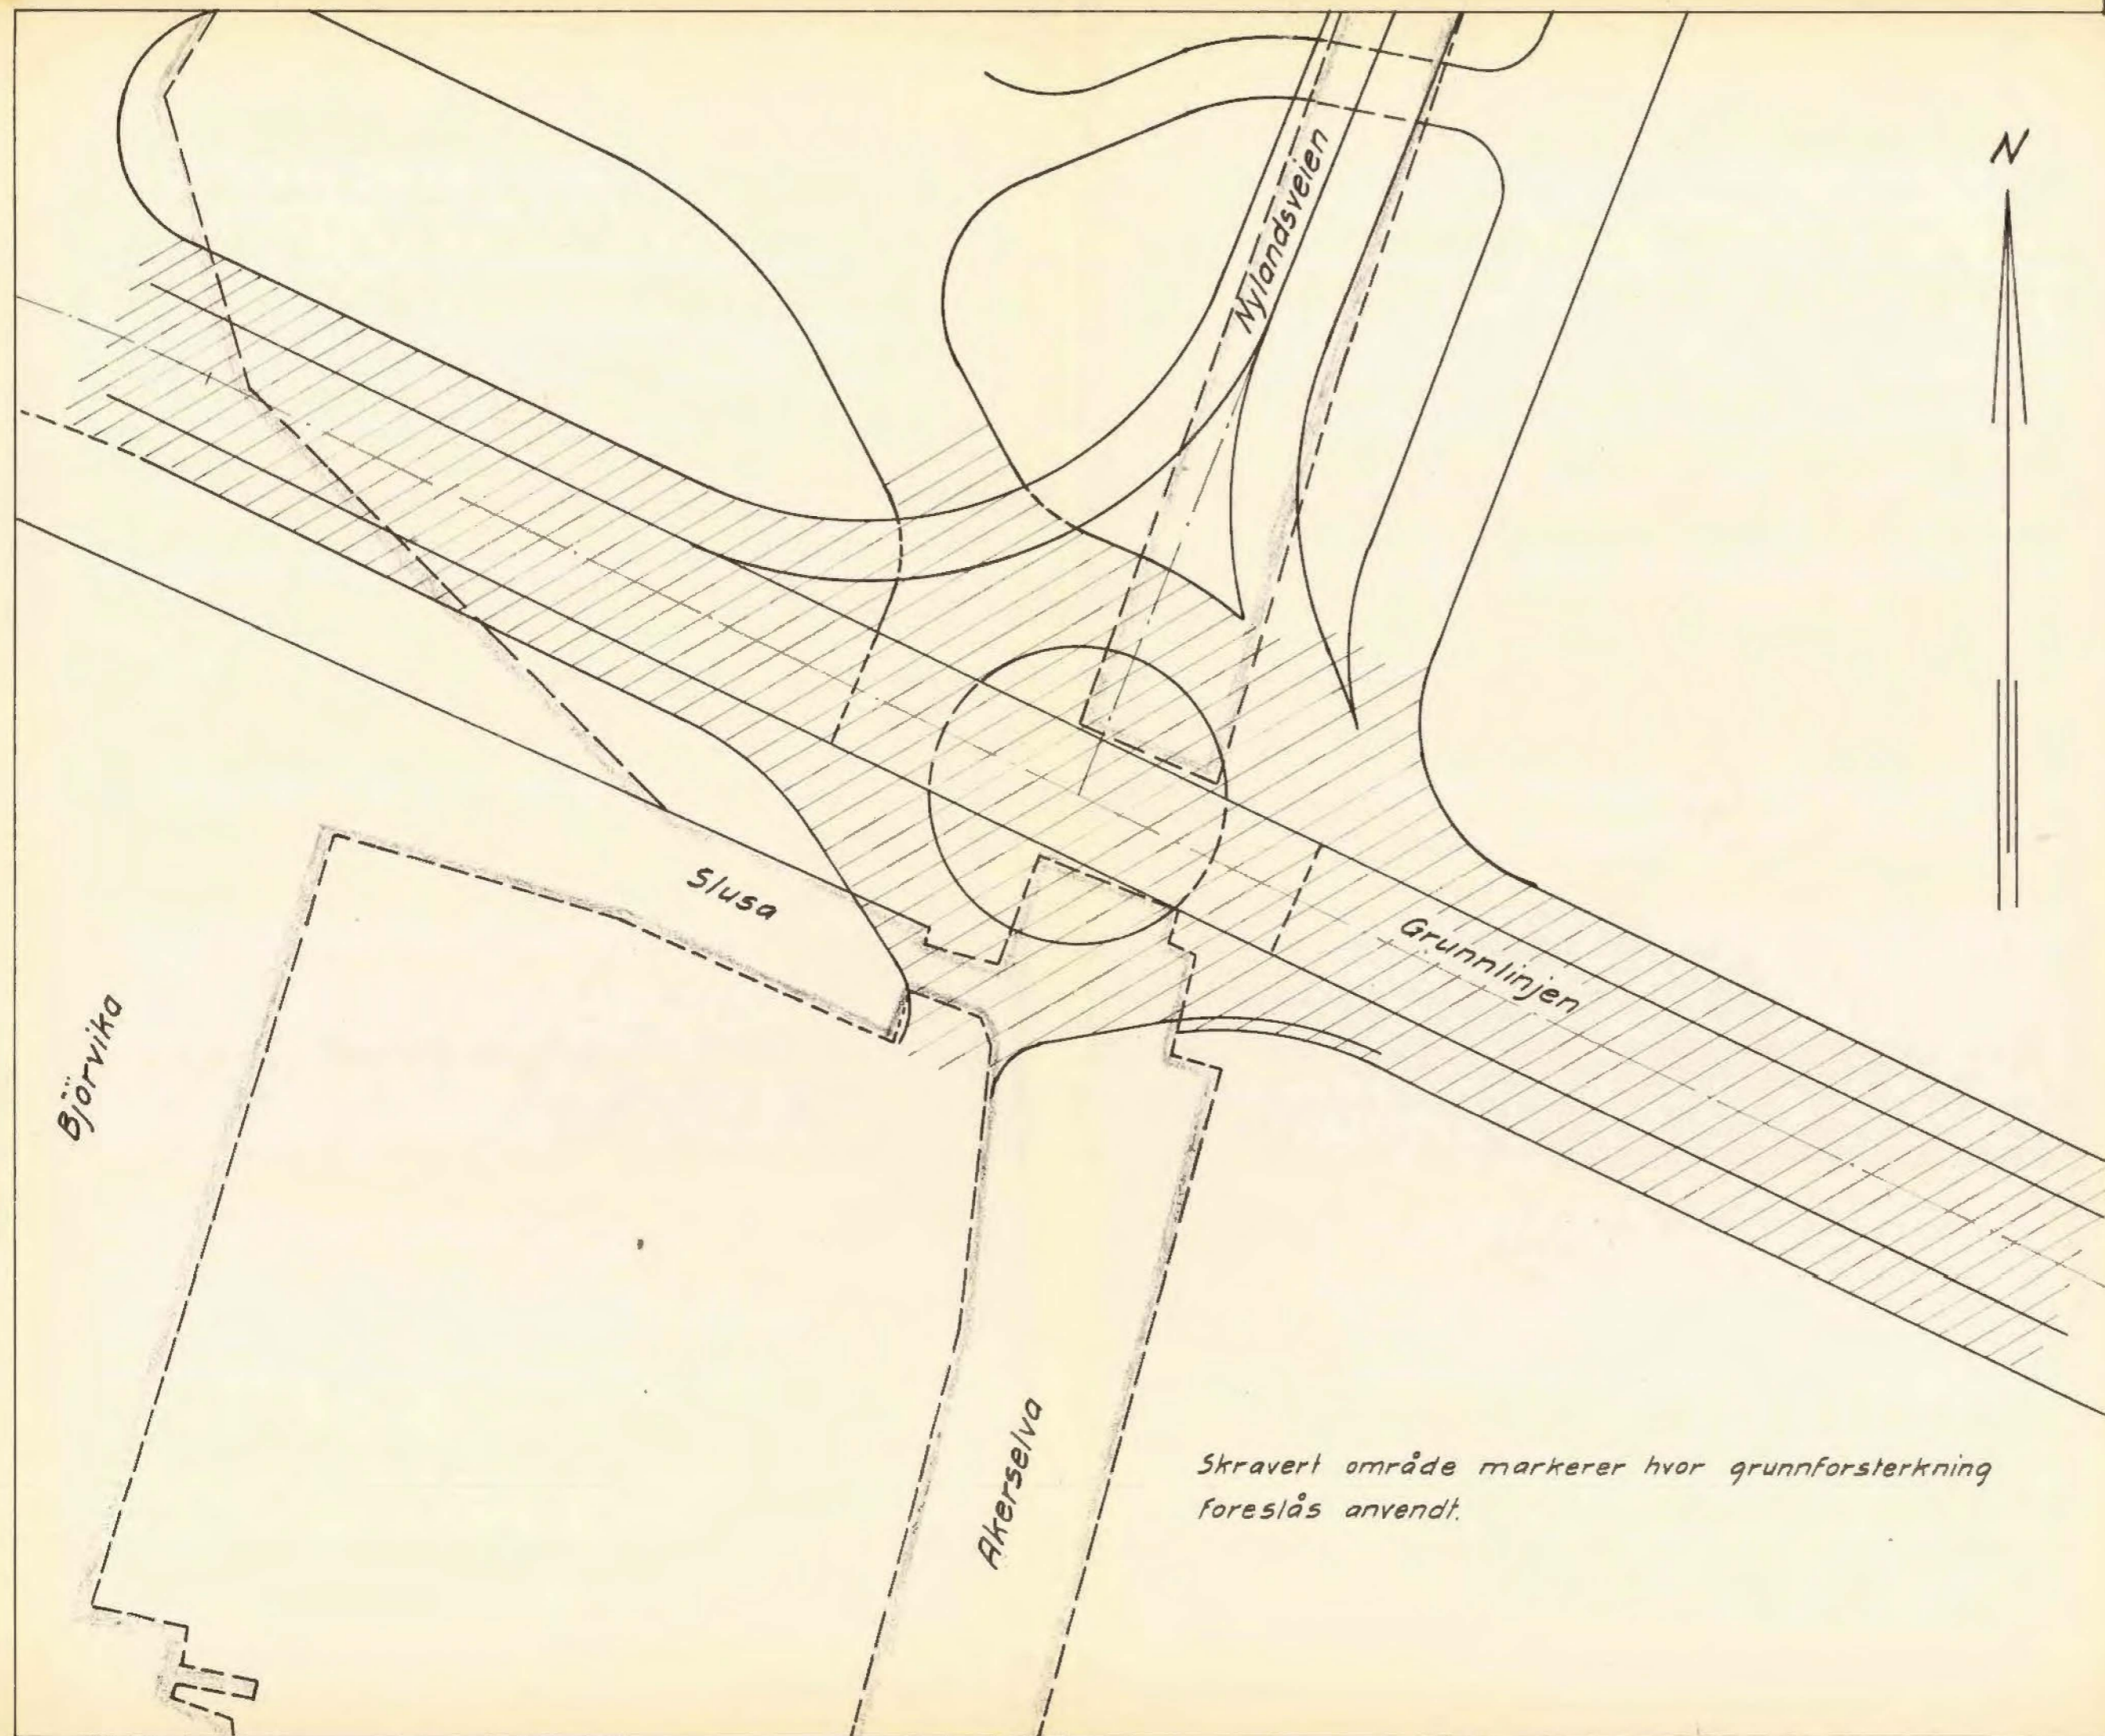 N
Nylandsveien
Slusa
Grunnlinjen
Björvika
Akerselva
Skravert område markerer hvor grunnforsterkning
foreslås anvendt.